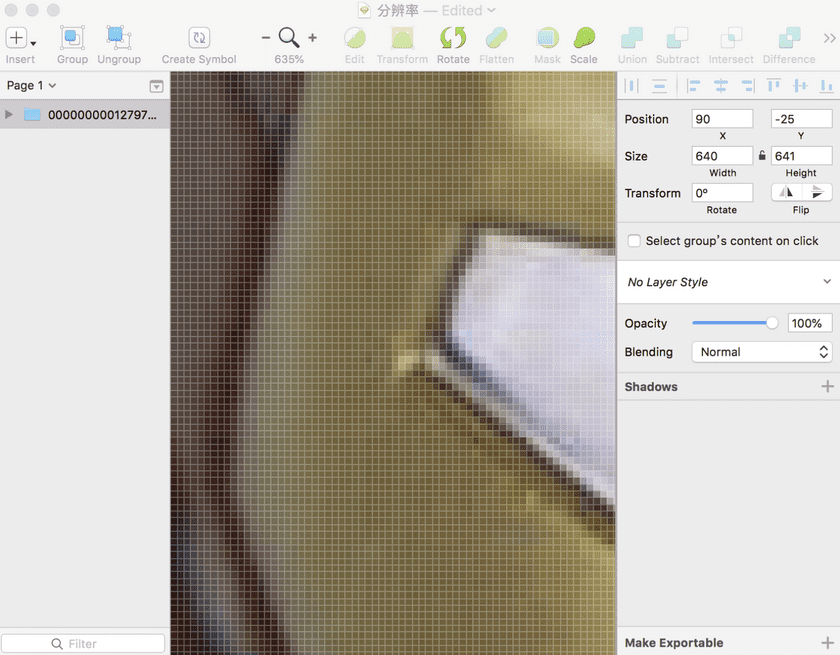 分辨率 — Edited
Insert
Group
Ungroup
Create Symbol
635%
Edit
Transform
Rotate
Flatten
Mask
Scale
Union
Subtract
Intersect
Difference
Page 1
00000000012797...
Filter
Position
90
-25
X
Y
Size
640
641
Width
Height
Transform
0º
Rotate
Flip
Select group's content on click
No Layer Style
Opacity
100%
Blending
Normal
Shadows
Make Exportable